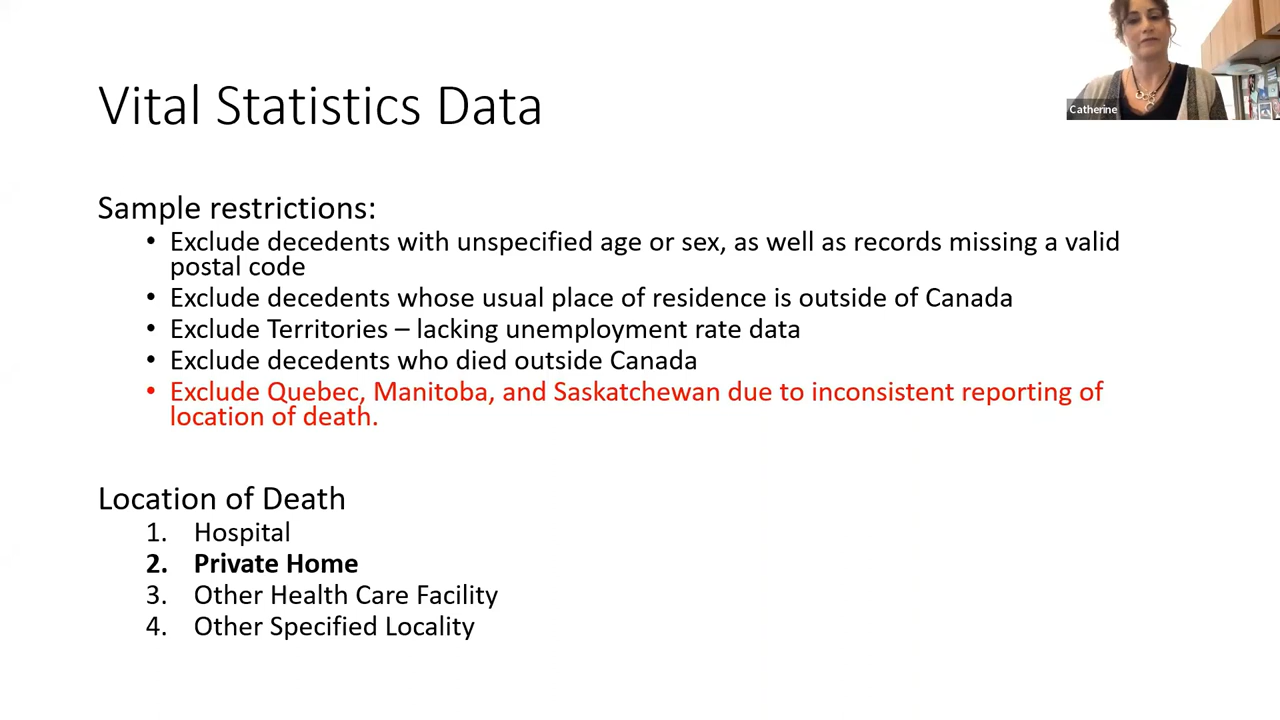 Vital Statistics Data
Catherine
Sample restrictions:
• Exclude decedents with unspecified age or sex, as well as records missing a valid
postal code
• Exclude decedents whose usual place of residence is outside of Canada
• Exclude Territories – lacking unemployment rate data
• Exclude decedents who died outside Canada
• Exclude Quebec, Manitoba, and Saskatchewan due to inconsistent reporting of
location of death.
Location of Death
1. Hospital
2. Private Home
3. Other Health Care Facility
4. Other Specified Locality